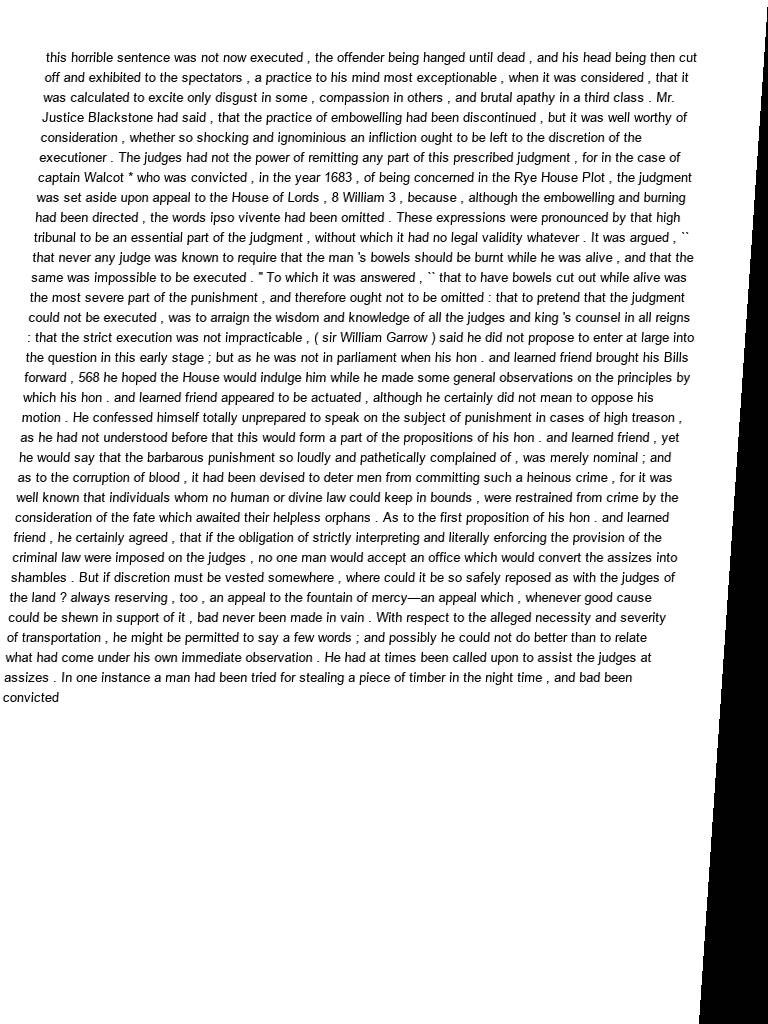 this horrible sentence was not now executed , the offender being hanged until dead , and his head being then cut
off and exhibited to the spectators , a practice to his mind most exceptionable , when it was considered , that it
was calculated to excite only disgust in some , compassion in others , and brutal apathy in a third class . Mr.
Justice Blackstone had said , that the practice of embowelling had been discontinued , but it was well worthy of
consideration , whether so shocking and ignominious an infliction ought to be left to the discretion of the
executioner . The judges had not the power of remitting any part of this prescribed judgment , for in the case of
captain Walcot * who was convicted , in the year 1683 , of being concerned in the Rye House Plot , the judgment
was set aside upon appeal to the House of Lords , 8 William 3 , because , although the embowelling and burning
had been directed , the words ipso vivente had been omitted . These expressions were pronounced by that high
tribunal to be an essential part of the judgment , without which it had no legal validity whatever . It was argued , ``
that never any judge was known to require that the man 's bowels should be burnt while he was alive , and that the
same was impossible to be executed . " To which it was answered , `` that to have bowels cut out while alive was
the most severe part of the punishment , and therefore ought not to be omitted : that to pretend that the judgment
could not be executed , was to arraign the wisdom and knowledge of all the judges and king 's counsel in all reigns
: that the strict execution was not impracticable , ( sir William Garrow ) said he did not propose to enter at large into
the question in this early stage ; but as he was not in parliament when his hon . and learned friend brought his Bills
forward , 568 he hoped the House would indulge him while he made some general observations on the principles by
which his hon . and learned friend appeared to be actuated , although he certainly did not mean to oppose his
motion . He confessed himself totally unprepared to speak on the subject of punishment in cases of high treason ,
as he had not understood before that this would form a part of the propositions of his hon . and learned friend , yet
he would say that the barbarous punishment so loudly and pathetically complained of , was merely nominal ; and
as to the corruption of blood , it had been devised to deter men from committing such a heinous crime , for it was
well known that individuals whom no human or divine law could keep in bounds , were restrained from crime by the
consideration of the fate which awaited their helpless orphans . As to the first proposition of his hon . and learned
friend , he certainly agreed , that if the obligation of strictly interpreting and literally enforcing the provision of the
criminal law were imposed on the judges , no one man would accept an office which would convert the assizes into
shambles . But if discretion must be vested somewhere , where could it be so safely reposed as with the judges of
the land ? always reserving , too , an appeal to the fountain of mercy—an appeal which , whenever good cause
could be shewn in support of it , bad never been made in vain . With respect to the alleged necessity and severity
of transportation , he might be permitted to say a few words ; and possibly he could not do better than to relate
what had come under his own immediate observation . He had at times been called upon to assist the judges at
assizes . In one instance a man had been tried for stealing a piece of timber in the night time , and bad been
convicted